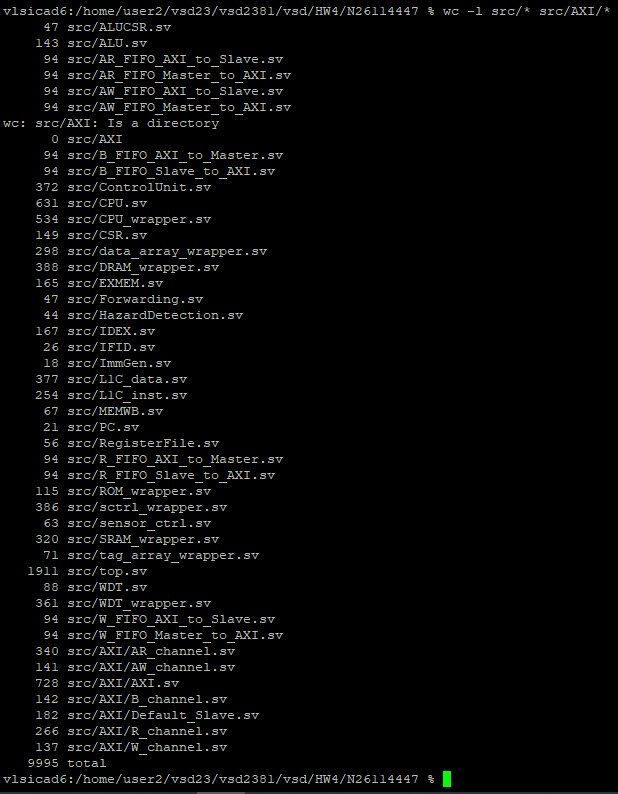 vlsicad6:/home/user2/vsd23/vsd2381/vsd/HW4/N26114447 % wc -l src/* src/AXI/*
47 src/ALUCSR.sv
143 src/ALU.sv
94 src/AR_FIFO_AXI_to_Slave.sv
94 src/AR_FIFO_Master_to_AXI.sv
94 src/AW_FIFO_AXI_to_Slave.sv
94 src/AW_FIFO_Master_to_AXI.sv
wc: src/AXI: Is a directory
0 src/AXI
94 src/B_FIFO_AXI_to_Master.sv
94 src/B_FIFO_Slave_to_AXI.sv
372 src/ControlUnit.sv
631 src/CPU.sv
534 src/CPU_wrapper.sv
149 src/CSR.sv
298 src/data_array_wrapper.sv
388 src/DRAM_wrapper.sv
165 src/EXMEM.sv
47 src/Forwarding.sv
44 src/HazardDetection.sv
167 src/IDEX.sv
26 src/IFID.sv
18 src/ImmGen.sv
377 src/L1C_data.sv
254 src/L1C_inst.sv
67 src/MEMWB.sv
21 src/PC.sv
56 src/RegisterFile.sv
94 src/R_FIFO_AXI_to_Master.sv
94 src/R_FIFO_Slave_to_AXI.sv
115 src/ROM_wrapper.sv
386 src/sctrl_wrapper.sv
63 src/sensor_ctrl.sv
320 src/SRAM_wrapper.sv
71 src/tag_array_wrapper.sv
1911 src/top.sv
88 src/WDT.sv
361 src/WDT_wrapper.sv
94 src/W_FIFO_AXI_to_Slave.sv
94 src/W_FIFO_Master_to_AXI.sv
340 src/AXI/AR_channel.sv
141 src/AXI/AW_channel.sv
728 src/AXI/AXI.sv
142 src/AXI/B_channel.sv
182 src/AXI/Default_Slave.sv
266 src/AXI/R_channel.sv
137 src/AXI/W_channel.sv
9995 total
vlsicad6:/home/user2/vsd23/vsd2381/vsd/HW4/N26114447 %